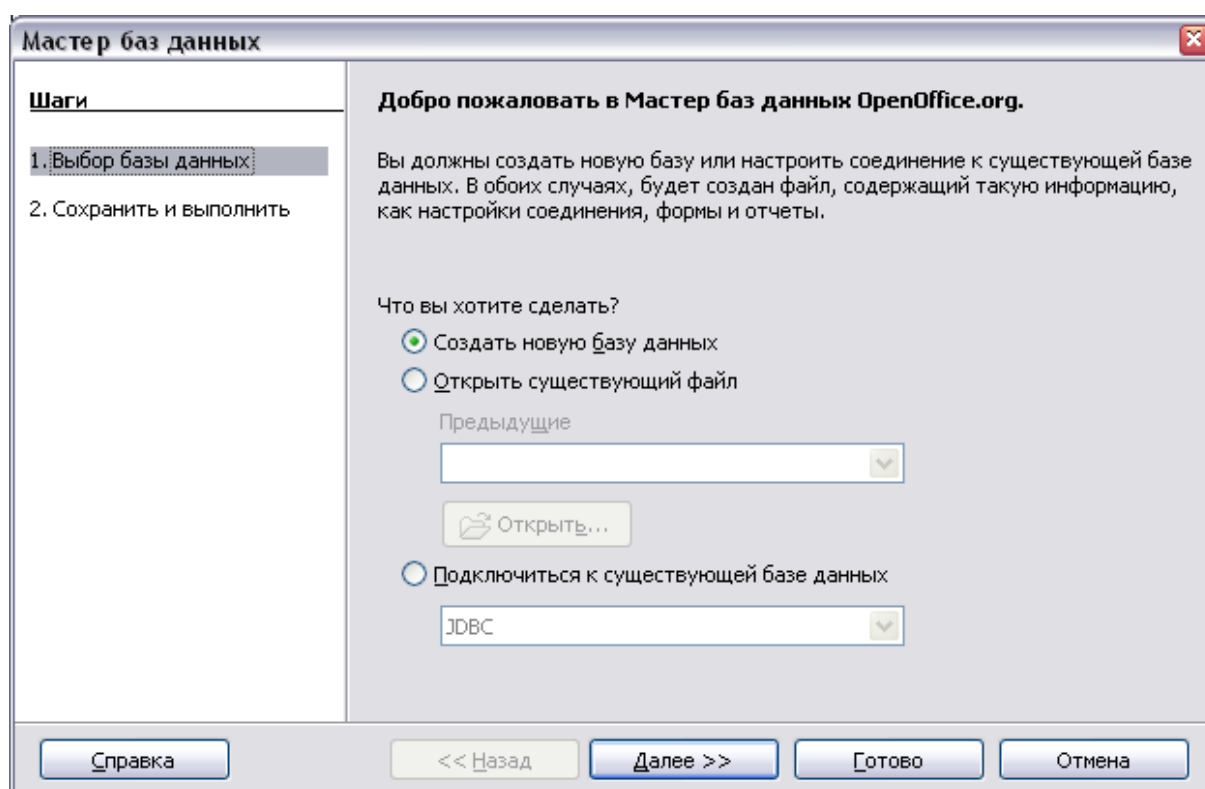 Мастер баз данных
Шаги
1. Выбор базы данных
2. Сохранить и выполнить
Добро пожаловать в Мастер баз данных OpenOffice.org.
Вы должны создать новую базу или настроить соединение к существующей базе
данных. В обоих случаях, будет создан файл, содержащий такую информацию,
как настройки соединения, формы и отчеты.
Что вы хотите сделать?
Создать новую базу данных
Открыть существующий файл
Предыдущие
Открыть...
Подключиться к существующей базе данных
JDBC
Справка
<< Назад
Далее >>
Готово
Отмена